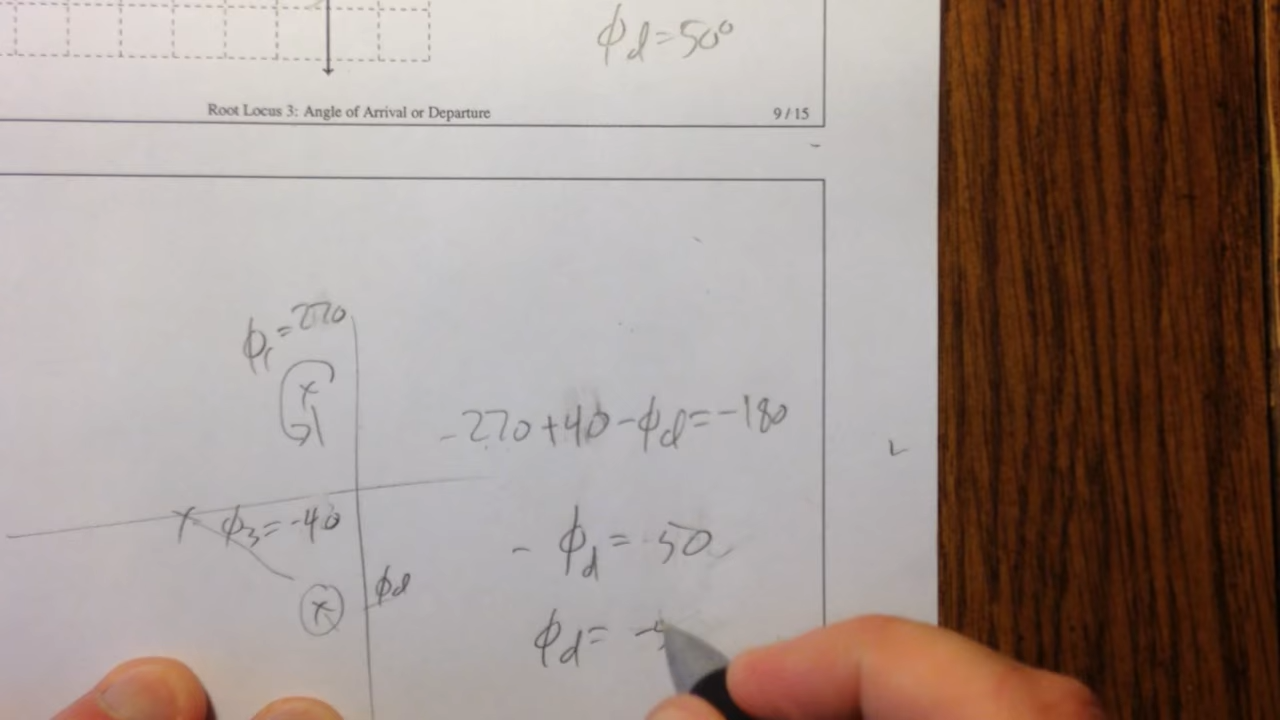 ϕd=50°
Root Locus 3: Angle of Arrival or Departure
9 / 15
ϕ1=270
-270+40-ϕd=-180
ϕ3=-40
-ϕd=50
ϕd
ϕd=-5